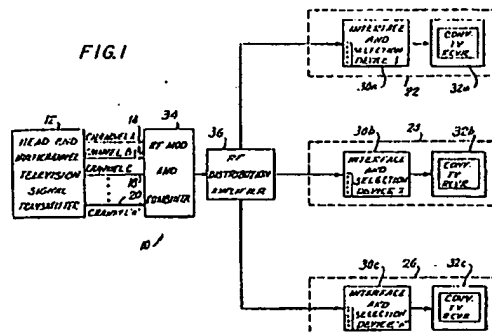 FIG.1
12
HEAD END
MULTICHANNEL
TELEVISION
SIGNAL
TRANSMITTER
14
CHANNEL A
CHANNEL B
CHANNEL C
18
20
CHANNEL "N"
34
RF MOD
AND
COMBINER
10
36
RF
DISTRIBUTION
AMPLIFIER
INTERFACE
AND
SELECTION
DEVICE 1
30a
22
CONV.
TV
RCVR.
32a
30b
INTERFACE
AND
SELECTION
DEVICE 2
32b
CONV.
TV
RCVR.
30c
26
INTERFACE
AND
SELECTION
DEVICE "N"
32c
CONV.
TV
RCVR.